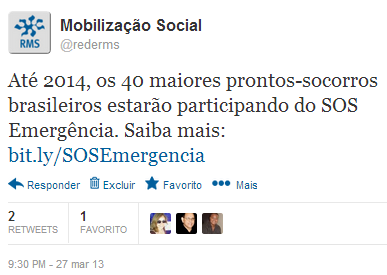 RMS
Mobilização Social
@rederms
Até 2014, os 40 maiores prontos-socorros
brasileiros estarão participando do SOS
Emergência. Saiba mais:
bit.ly/SOSEmergencia
Responder Excluir Favorito Mais
2 1
RETWEETS FAVORITO
9:30 PM - 27 mar 13